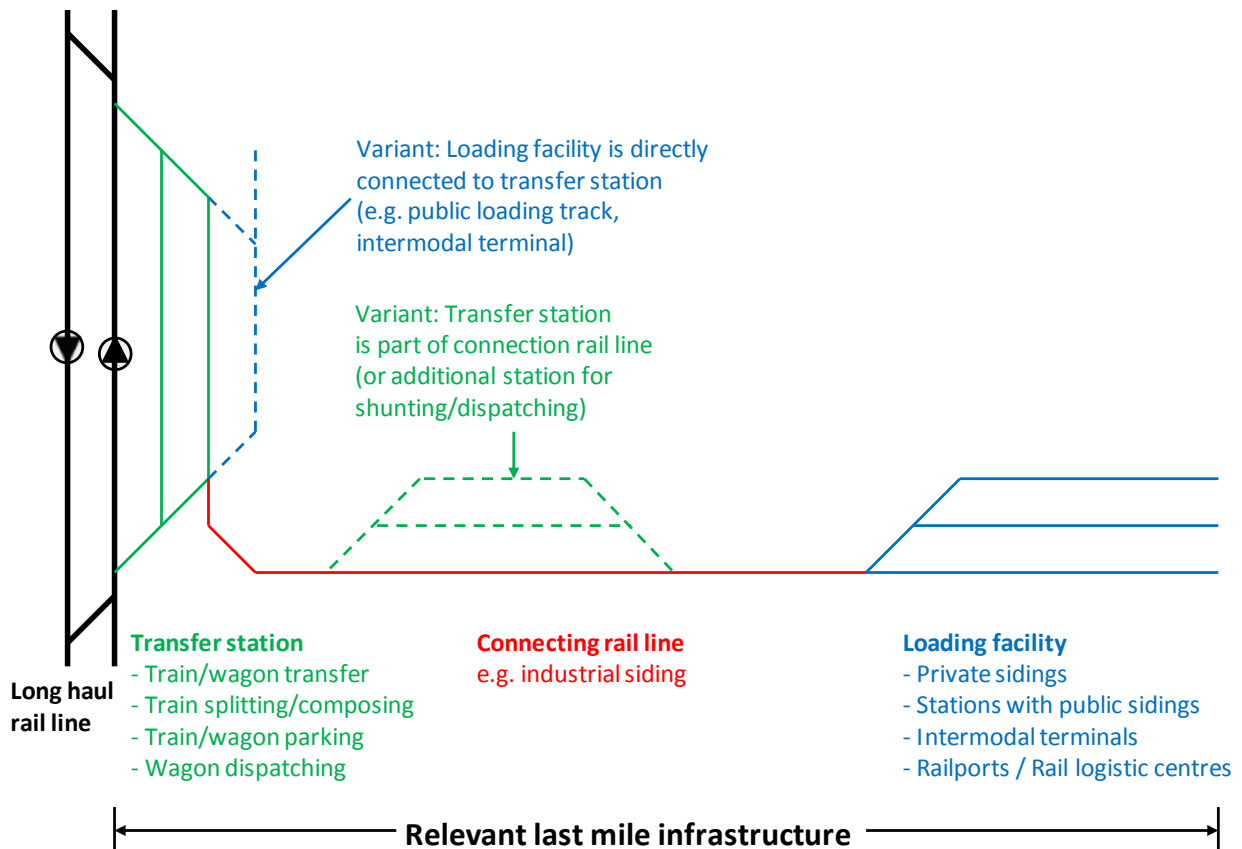 Variant: Loading facility is directly
connected to transfer station
(e.g. public loading track,
intermodal terminal)
Variant: Transfer station
is part of connection rail line
(or additional station for
shunting/dispatching)
Long haul
rail line
Transfer station
- Train/wagon transfer
- Train splitting/composing
- Train/wagon parking
- Wagon dispatching
Connecting rail line
e.g. industrial siding
Loading facility
- Private sidings
- Stations with public sidings
- Intermodal terminals
- Railports / Rail logistic centres
Relevant last mile infrastructure